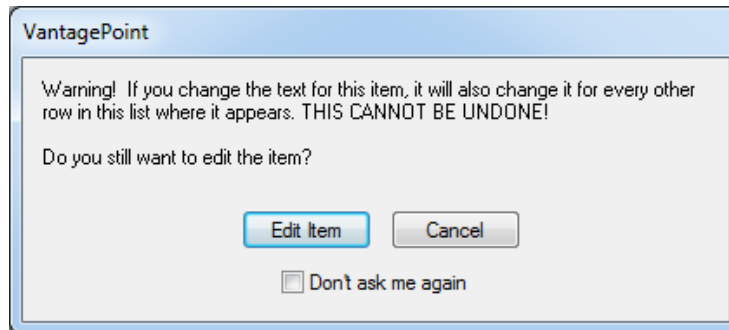 VantagePoint
Warning!  If you change the text for this item, it will also change it for every other
row in this list where it appears. THIS CANNOT BE UNDONE!
Do you still want to edit the item?
Edit Item
Cancel
Don't ask me again